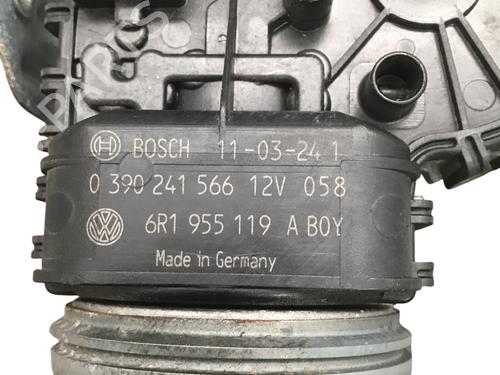 BOSCH 11-03-24 1
0 390 241 566 12V 058
6R1 955 119 A BOY
Made in Germany